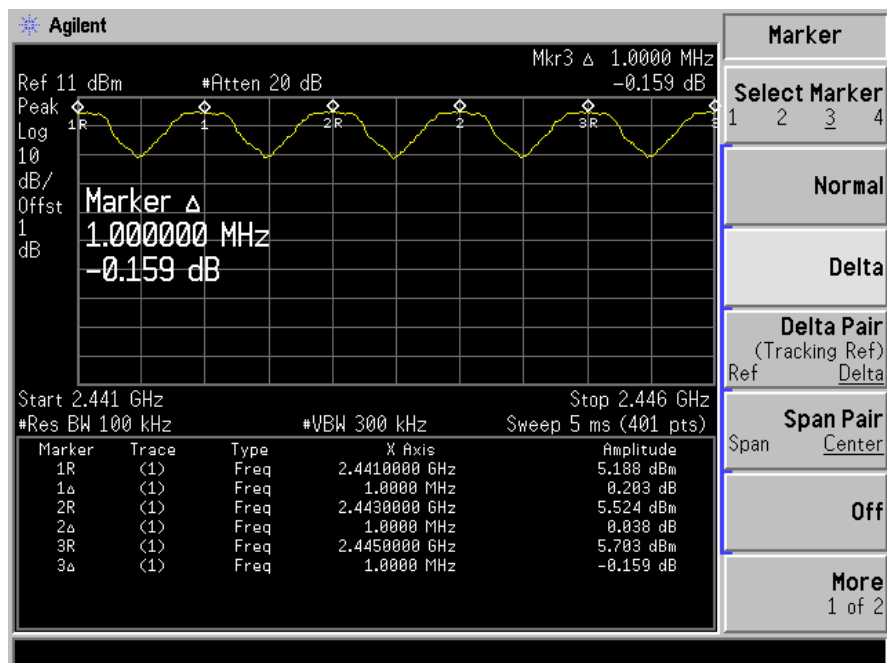 Agilent
Marker
Mkr3 Δ 1.0000 MHz
Ref 11 dBm #Atten 20 dB -0.159 dB
Peak
Log
10
dB/
Offst
1
dB
1R 1 2R 2 3R 3
Marker Δ
1.000000 MHz
-0.159 dB
Start 2.441 GHz Stop 2.446 GHz
#Res BW 100 kHz #VBW 300 kHz Sweep 5 ms (401 pts)
Marker Trace Type X Axis Amplitude
1R (1) Freq 2.4410000 GHz 5.188 dBm
1Δ (1) Freq 1.0000 MHz 0.203 dB
2R (1) Freq 2.4430000 GHz 5.524 dBm
2Δ (1) Freq 1.0000 MHz 0.038 dB
3R (1) Freq 2.4450000 GHz 5.703 dBm
3Δ (1) Freq 1.0000 MHz -0.159 dB
Select Marker
1 2 3 4
Normal
Delta
Delta Pair
(Tracking Ref)
Ref Delta
Span Pair
Span Center
Off
More
1 of 2